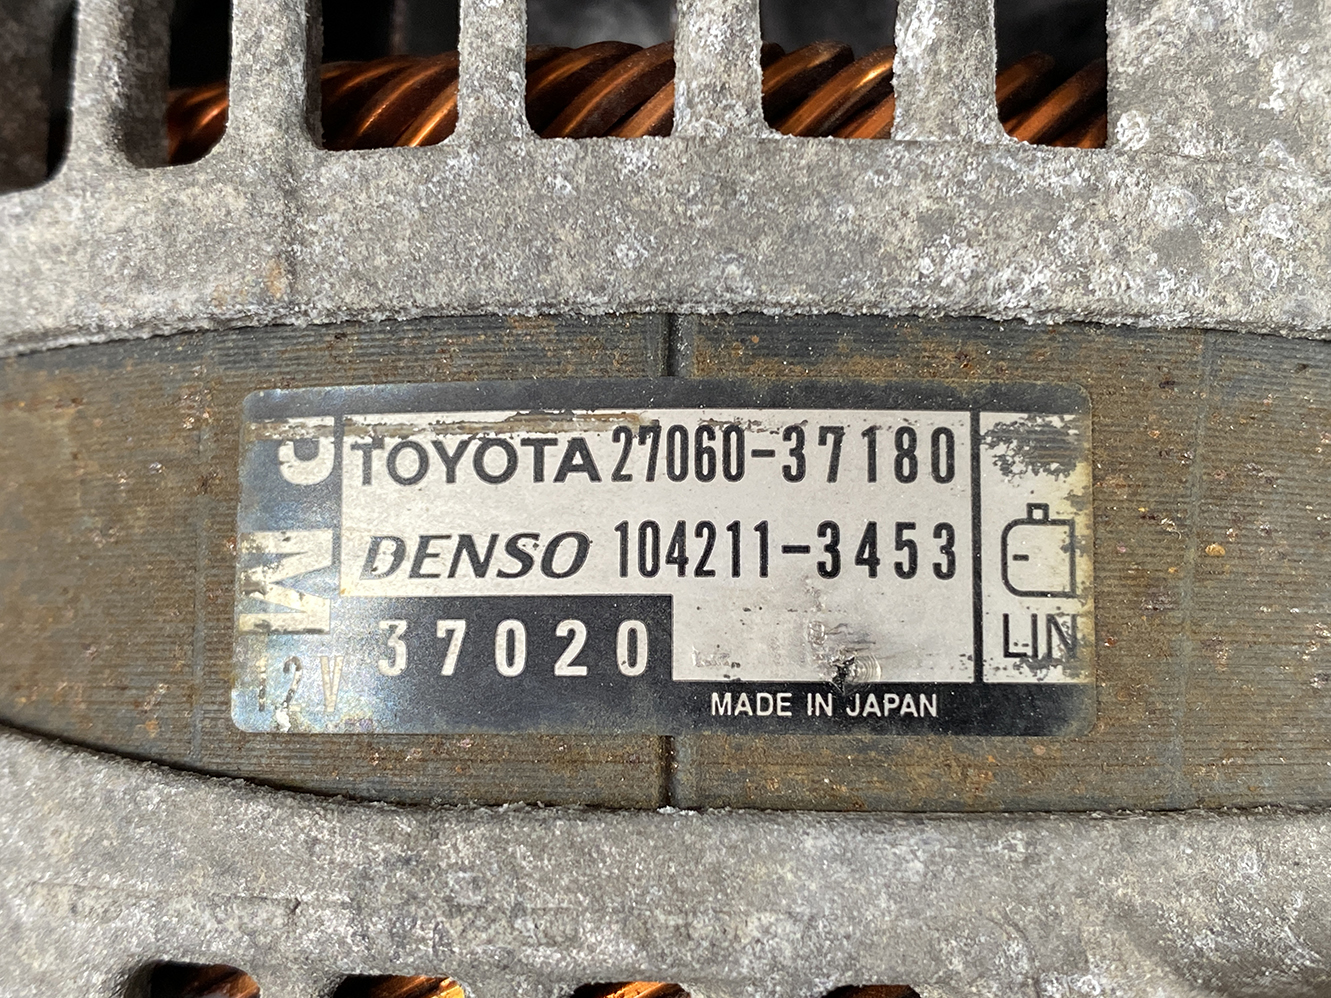 TOYOTA 27060-37180
DENSO 104211-3453
37020
12V
MADE IN JAPAN
LIN